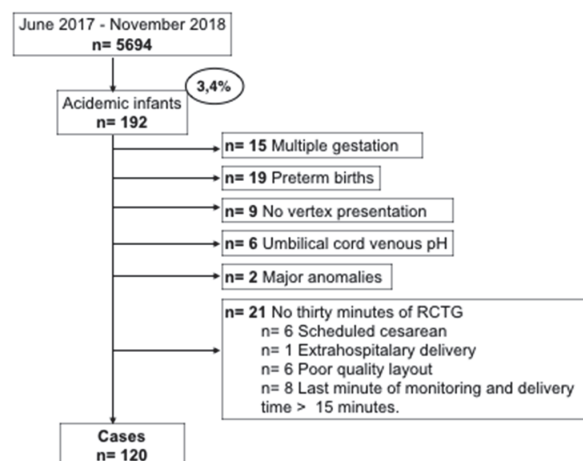 June 2017 - November 2018
n= 5694
3,4%
Acidemic infants
n= 192
n= 15 Multiple gestation
n= 19 Preterm births
n= 9 No vertex presentation
n= 6 Umbilical cord venous pH
n= 2 Major anomalies
n= 21 No thirty minutes of RCTG
n= 6 Scheduled cesarean
n= 1 Extrahospitalary delivery
n= 6 Poor quality layout
n= 8 Last minute of monitoring and delivery
time > 15 minutes.
Cases
n= 120